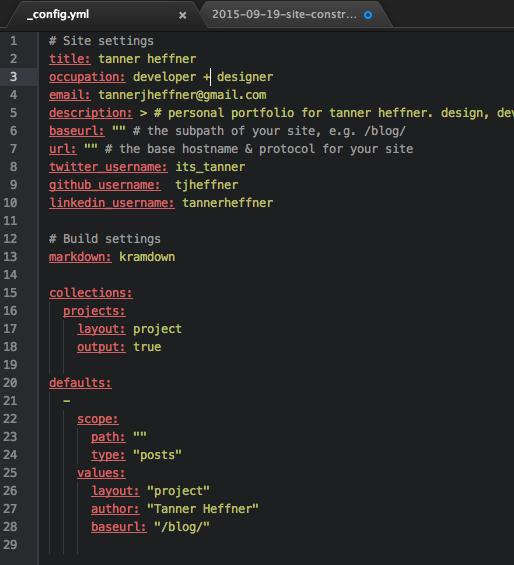 _config.yml × 2015-09-19-site-constr...
1 # Site settings
2 title: tanner heffner
3 occupation: developer + designer
4 email: tannerjheffner@gmail.com
5 description: > # personal portfolio for tanner heffner. design, dev
6 baseurl: "" # the subpath of your site, e.g. /blog/
7 url: "" # the base hostname & protocol for your site
8 twitter_username: its_tanner
9 github_username:  tjheffner
10 linkedin_username: tannerheffner
11
12 # Build settings
13 markdown: kramdown
14
15 collections:
16   projects:
17     layout: project
18     output: true
19
20 defaults:
21   -
22     scope:
23       path: ""
24       type: "posts"
25     values:
26       layout: "project"
27       author: "Tanner Heffner"
28       baseurl: "/blog/"
29